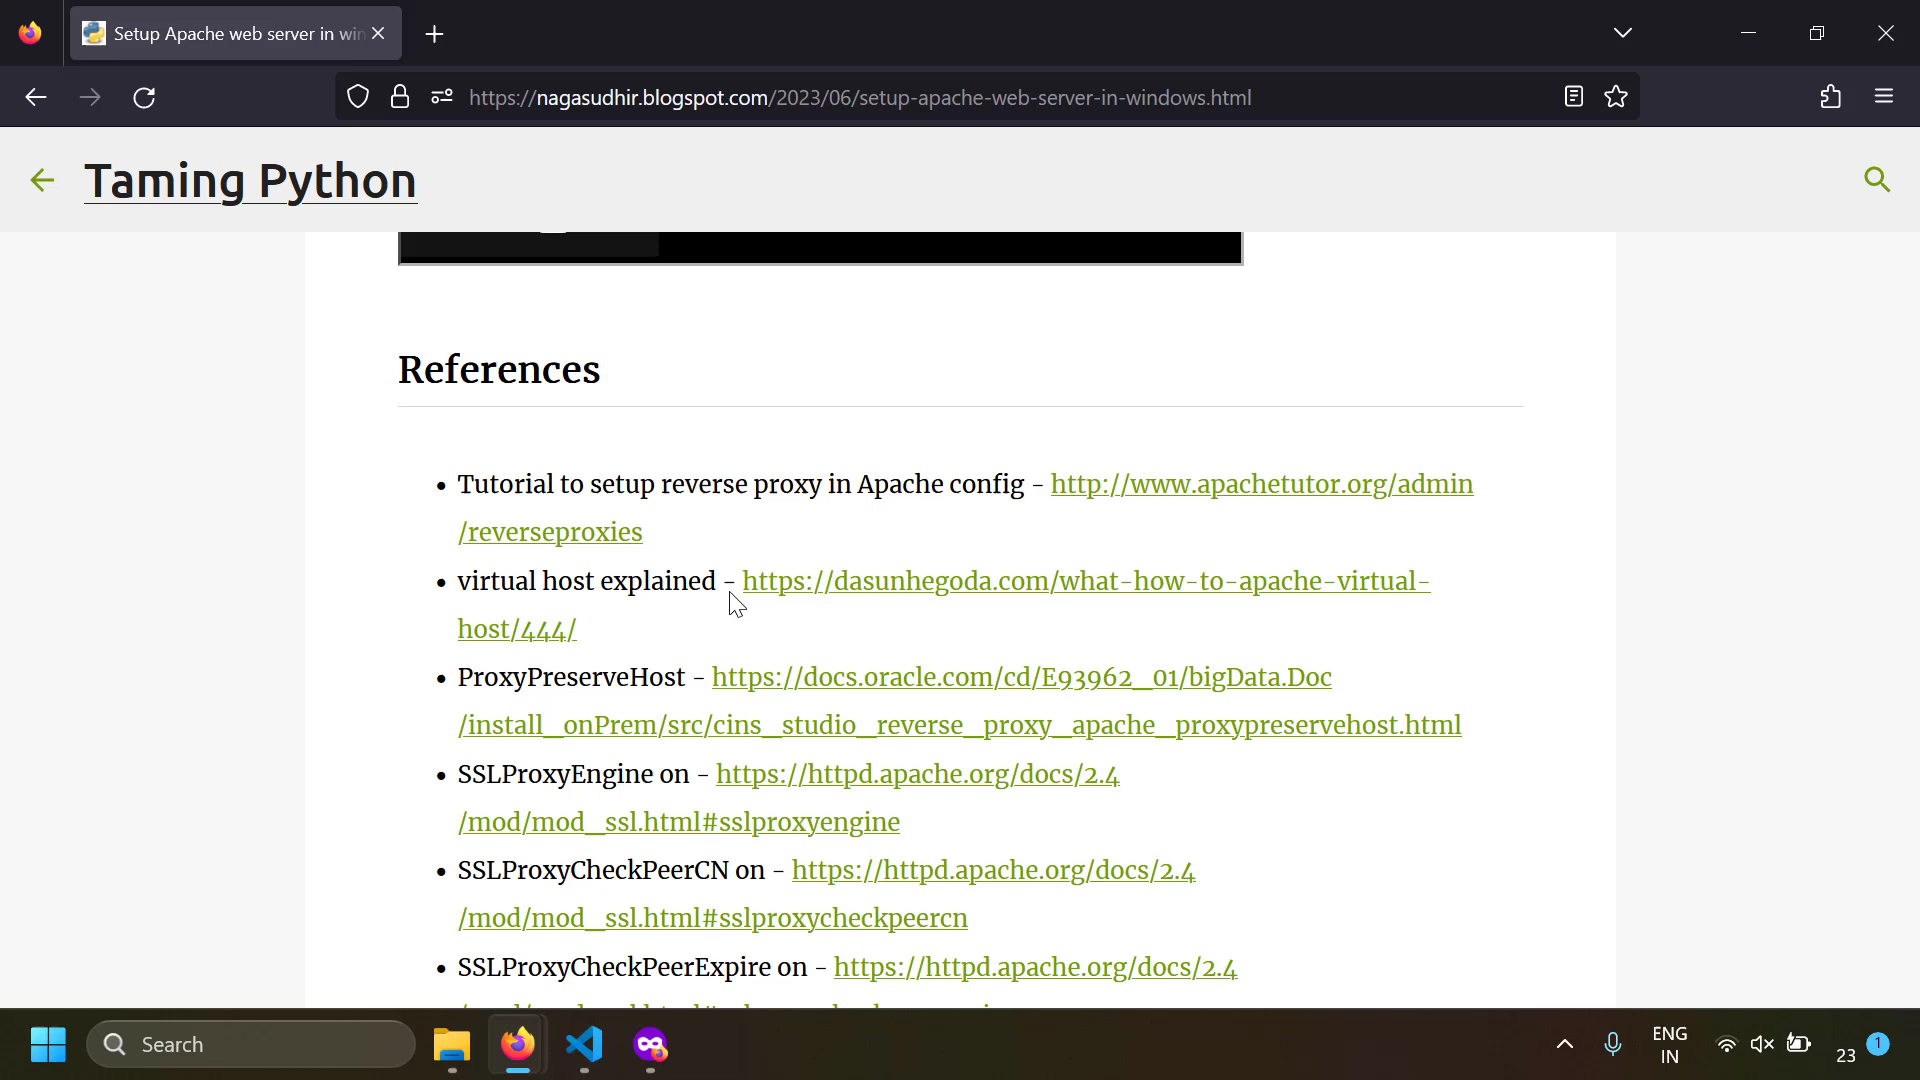 Setup Apache web server in win
https://nagasudhir.blogspot.com/2023/06/setup-apache-web-server-in-windows.html
Taming Python
References
• Tutorial to setup reverse proxy in Apache config - http://www.apachetutor.org/admin
/reverseproxies
• virtual host explained - https://dasunhegoda.com/what-how-to-apache-virtual-
host/444/
• ProxyPreserveHost - https://docs.oracle.com/cd/E93962_01/bigData.Doc
/install_onPrem/src/cins_studio_reverse_proxy_apache_proxypreservehost.html
• SSLProxyEngine on - https://httpd.apache.org/docs/2.4
/mod/mod_ssl.html#sslproxyengine
• SSLProxyCheckPeerCN on - https://httpd.apache.org/docs/2.4
/mod/mod_ssl.html#sslproxycheckpeercn
• SSLProxyCheckPeerExpire on - https://httpd.apache.org/docs/2.4
Search
ENG
IN
23
1